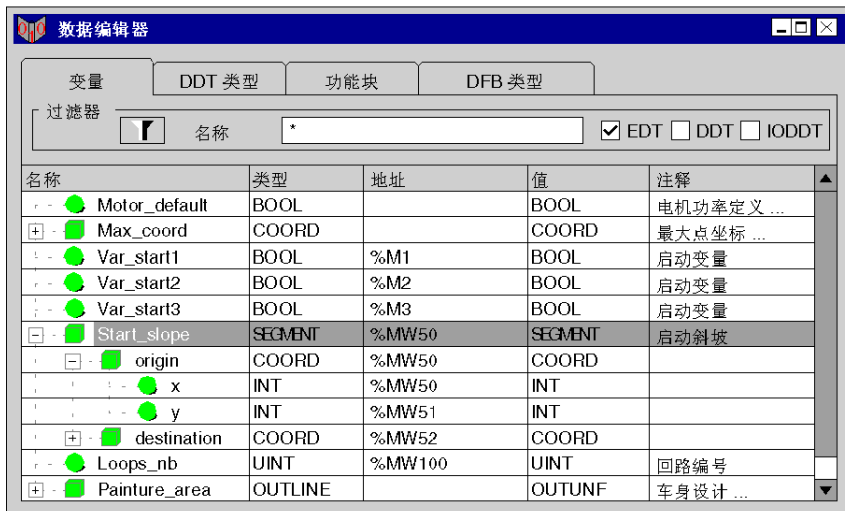 数据编辑器
变量 DDT 类型 功能块 DFB 类型
过滤器
名称 * EDT DDT IODDT
名称 类型 地址 值 注释
Motor_default BOOL BOOL 电机功率定义 ...
Max_coord COORD COORD 最大点坐标 ...
Var_start1 BOOL %M1 BOOL 启动变量
Var_start2 BOOL %M2 BOOL 启动变量
Var_start3 BOOL %M3 BOOL 启动变量
Start_slope SEGMENT %MW50 SEGMENT 启动斜坡
origin COORD %MW50 COORD
x INT %MW50 INT
y INT %MW51 INT
destination COORD %MW52 COORD
Loops_nb UINT %MW100 UINT 回路编号
Painture_area OUTLINE OUTUNF 车身设计 ...